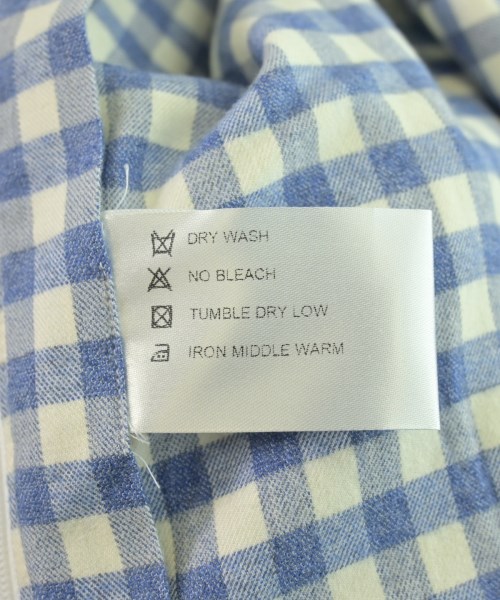 DRY WASH
NO BLEACH
TUMBLE DRY LOW
IRON MIDDLE WARM